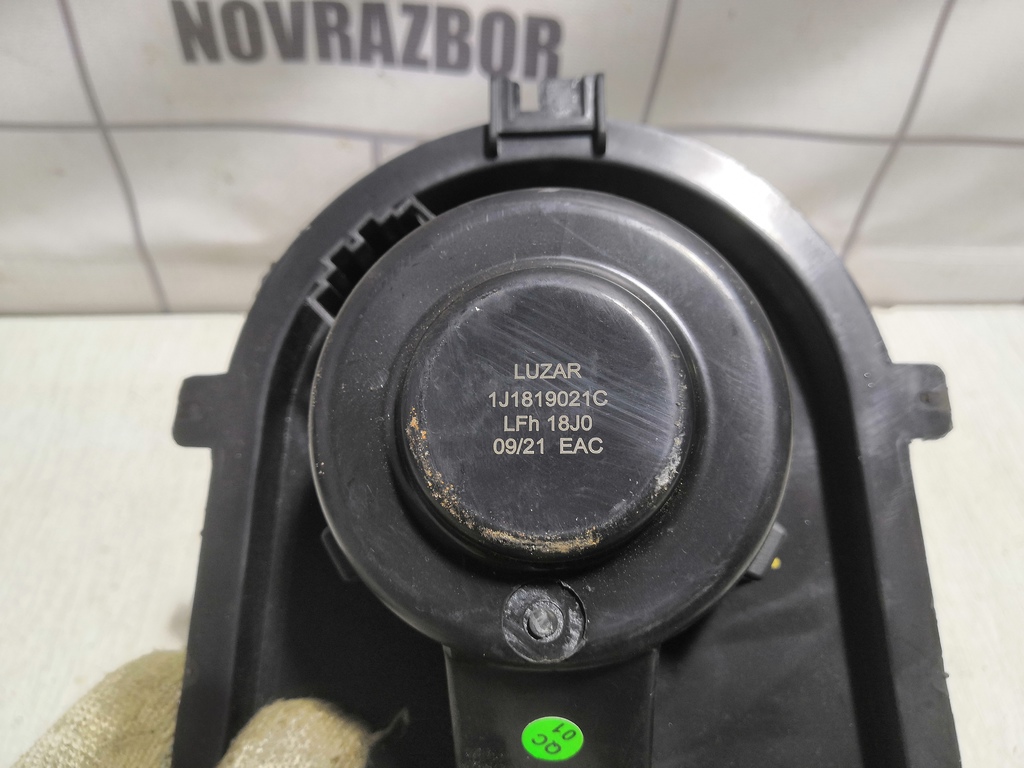 NOVRAZBOR
LUZAR
1J1819021C
LFh 18J0
09/21 EAC
QC
01